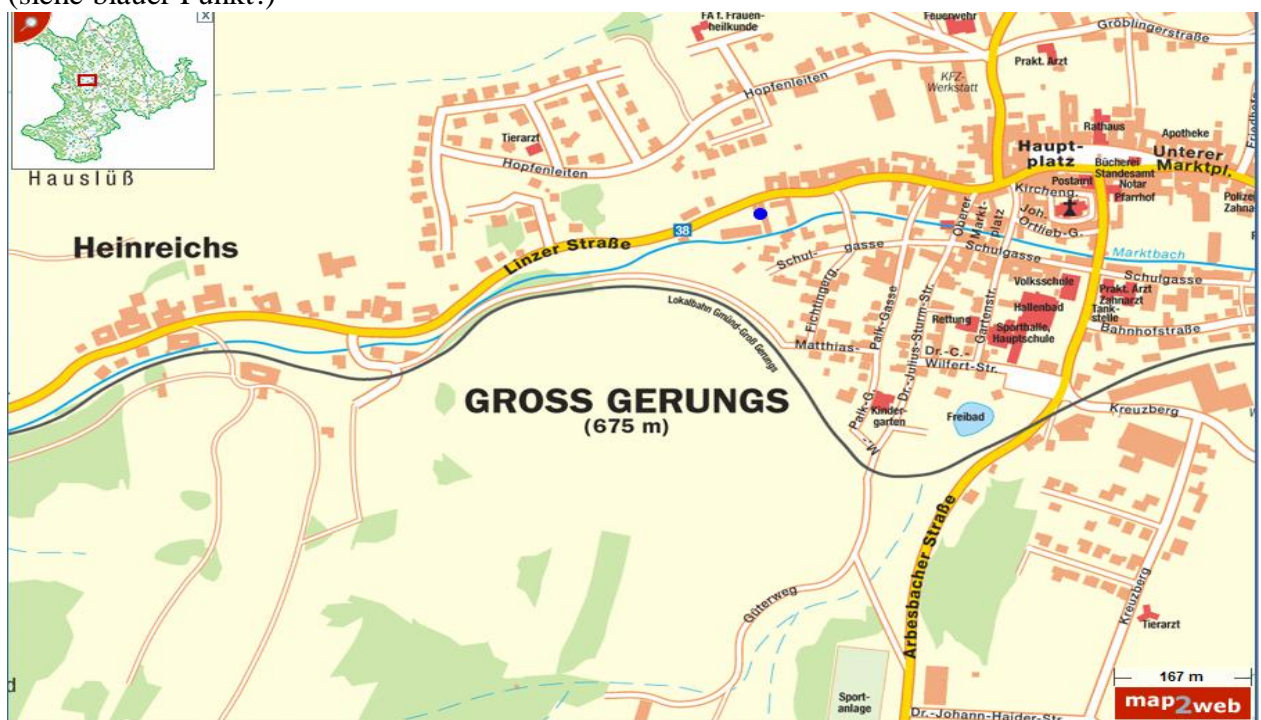 (siehe blauer Punkt!)
X
FA f. Frauen-
heilkunde
Feuerwehr
Gröblingerstraße
Prakt. Arzt
KFZ-
Werkstatt
Hopfenleiten
Tierarzt
Hopfenleiten
Rathaus
Apotheke
Haupt-
platz
Unterer
Marktpl.
Bücherei
Standesamt
Notar
Postamt
Pfarrhof
Kircheng.
Joh.
Ortlieb-G.
Oberer
Markt-
platz
Hauslüß
Heinreichs
Linzer Straße
38
Schul-
gasse
Schulgasse
Marktbach
Schulgasse
Volksschule
Hallenbad
Prakt. Arzt
Zahnarzt
Tank-
stelle
Bahnhofstraße
Rettung
Sporthalle,
Hauptschule
Gartenstr.
Fichtingerg.
Palk-Gasse
Dr.-Julius-Sturm-Str.
Matthias-
Dr.-C.-
Wilfert-Str.
Lokalbahn Gmünd-Groß Gerungs
GROSS GERUNGS
(675 m)
Palk-G.
M.-
Kinder-
garten
Freibad
Kreuzberg
Arbesbacher Straße
Güterweg
Kreuzberg
Tierarzt
Sport-
anlage
Dr.-Johann-Haider-Str.
167 m
map2web